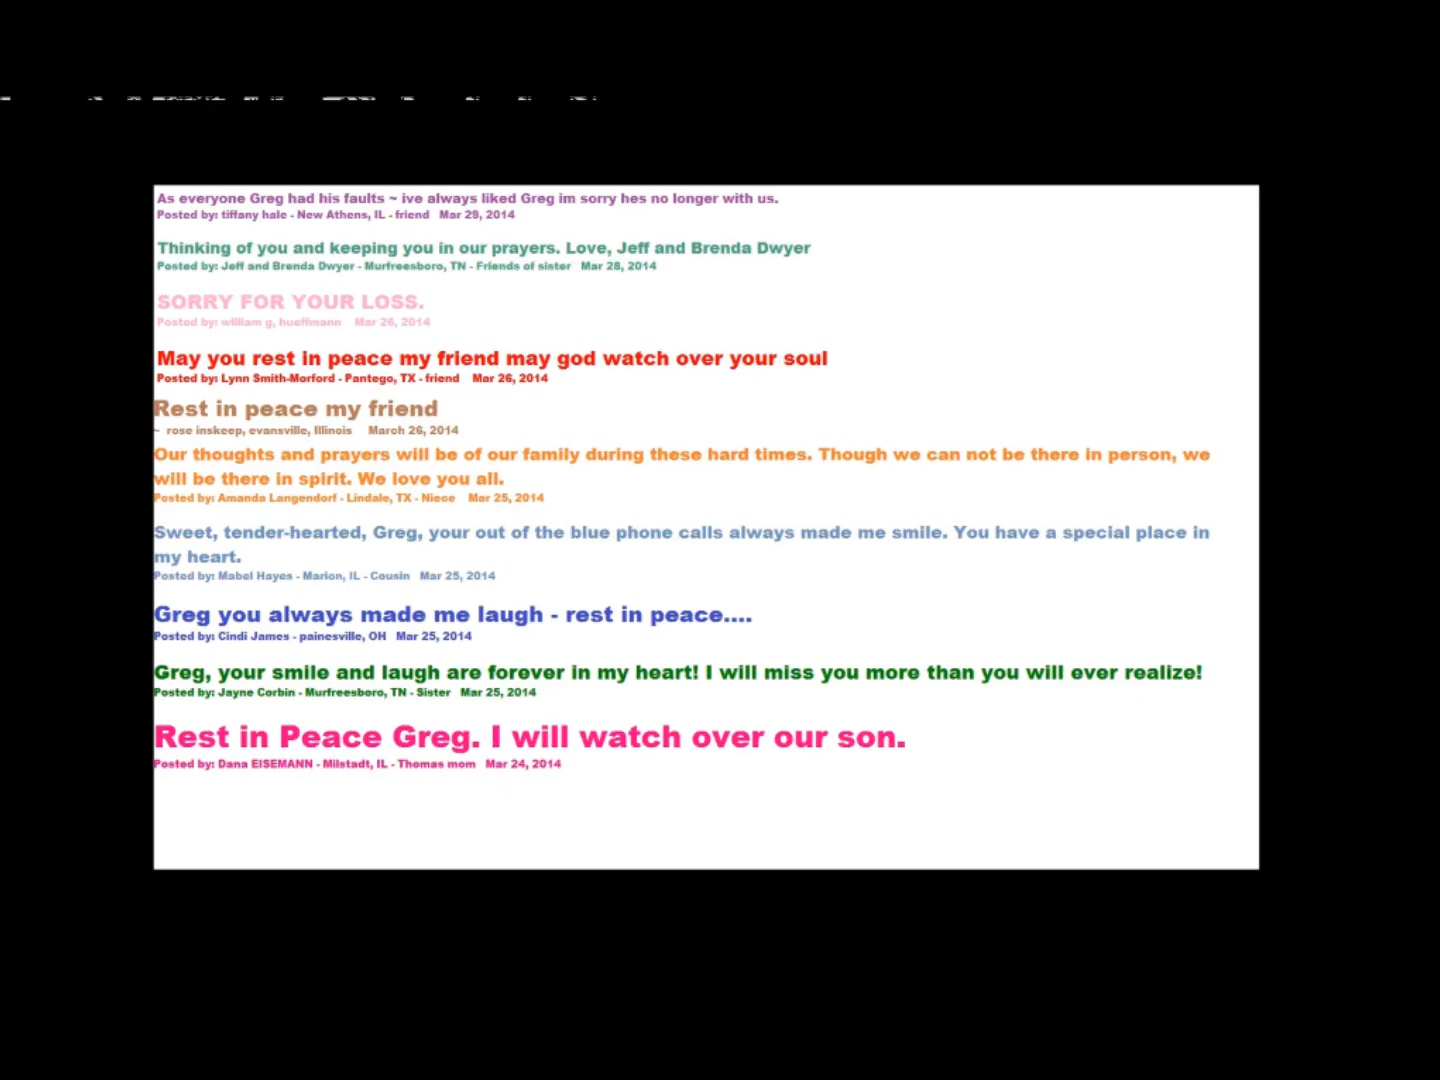 As everyone Greg had his faults ~ ive always liked Greg im sorry hes no longer with us.
Posted by: tiffany hale - New Athens, IL - friend Mar 29, 2014
Thinking of you and keeping you in our prayers. Love, Jeff and Brenda Dwyer
Posted by: Jeff and Brenda Dwyer - Murfreesboro, TN - Friends of sister Mar 28, 2014
SORRY FOR YOUR LOSS.
Posted by: william g, hueffmann Mar 26, 2014
May you rest in peace my friend may god watch over your soul
Posted by: Lynn Smith-Morford - Pantego, TX - friend Mar 26, 2014
Rest in peace my friend
~ rose inskeep, evansville, Illinois March 26, 2014
Our thoughts and prayers will be of our family during these hard times. Though we can not be there in person, we
will be there in spirit. We love you all.
Posted by: Amanda Langendorf - Lindale, TX - Niece Mar 25, 2014
Sweet, tender-hearted, Greg, your out of the blue phone calls always made me smile. You have a special place in
my heart.
Posted by: Mabel Hayes - Marion, IL - Cousin Mar 25, 2014
Greg you always made me laugh - rest in peace....
Posted by: Cindi James - painesville, OH Mar 25, 2014
Greg, your smile and laugh are forever in my heart! I will miss you more than you will ever realize!
Posted by: Jayne Corbin - Murfreesboro, TN - Sister Mar 25, 2014
Rest in Peace Greg. I will watch over our son.
Posted by: Dana EISEMANN - Milstadt, IL - Thomas mom Mar 24, 2014